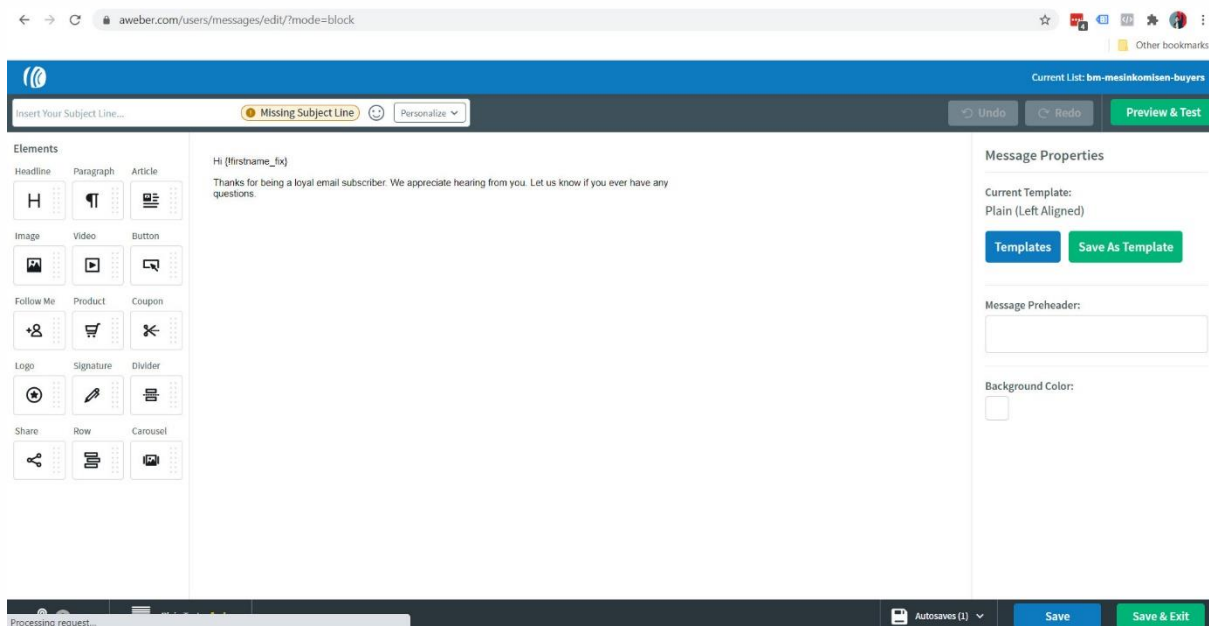 aweber.com/users/messages/edit/?mode=block
4
Other bookmarks
Current List: bm-mesinkomisen-buyers
Insert Your Subject Line...
Missing Subject Line
Personalize
Undo
Redo
Preview & Test
Elements
Headline Paragraph Article
H
Image Video Button
Follow Me Product Coupon
Logo Signature Divider
Share Row Carousel
Hi {!firstname_fix}
Thanks for being a loyal email subscriber. We appreciate hearing from you. Let us know if you ever have any
questions.
Message Properties
Current Template:
Plain (Left Aligned)
Templates
Save As Template
Message Preheader:
Background Color:
Processing request...
Autosaves (1)
Save
Save & Exit